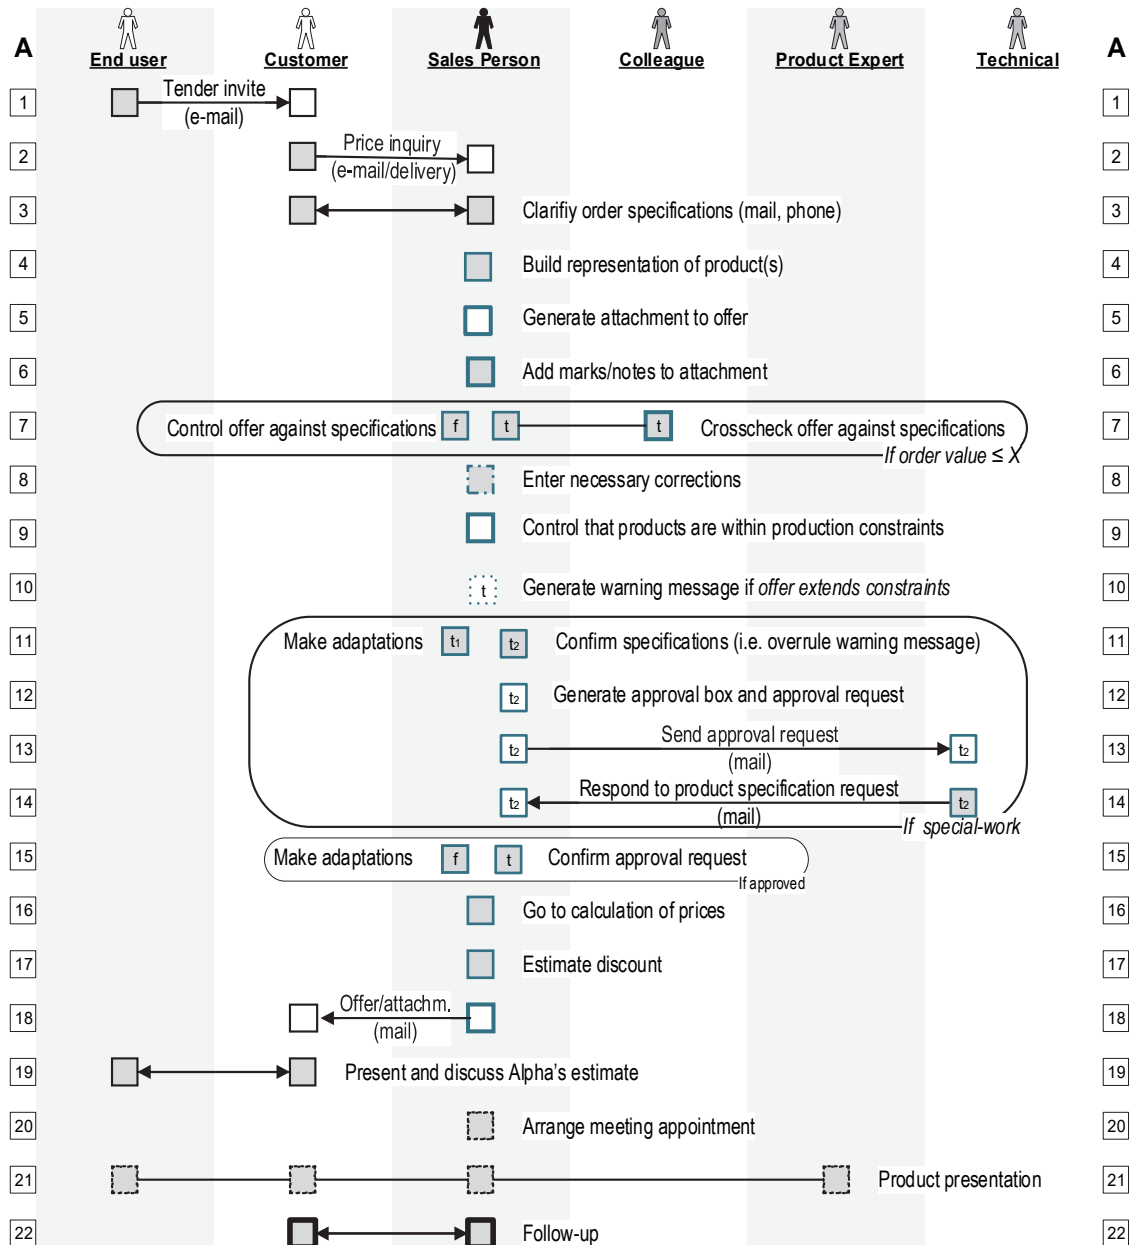 A End user Customer Sales Person Colleague Product Expert Technical A
1 Tender invite 1
(e-mail)
2 Price inquiry 2
(e-mail/delivery)
3 Clarifiy order specifications (mail, phone) 3
4 Build representation of product(s) 4
5 Generate attachment to offer 5
6 Add marks/notes to attachment 6
7 Control offer against specifications f t t Crosscheck offer against specifications 7
If order value ≤ X
8 Enter necessary corrections 8
9 Control that products are within production constraints 9
10 t Generate warning message if offer extends constraints 10
11 Make adaptations t1 t2 Confirm specifications (i.e. overrule warning message) 11
12 t2 Generate approval box and approval request 12
13 t2 Send approval request t2 13
(mail)
14 t2 Respond to product specification request t2 14
(mail)
If special-work
15 Make adaptations f t Confirm approval request 15
If approved
16 Go to calculation of prices 16
17 Estimate discount 17
18 Offer/attachm. 18
(mail)
19 Present and discuss Alpha's estimate 19
20 Arrange meeting appointment 20
21 Product presentation 21
22 Follow-up 22